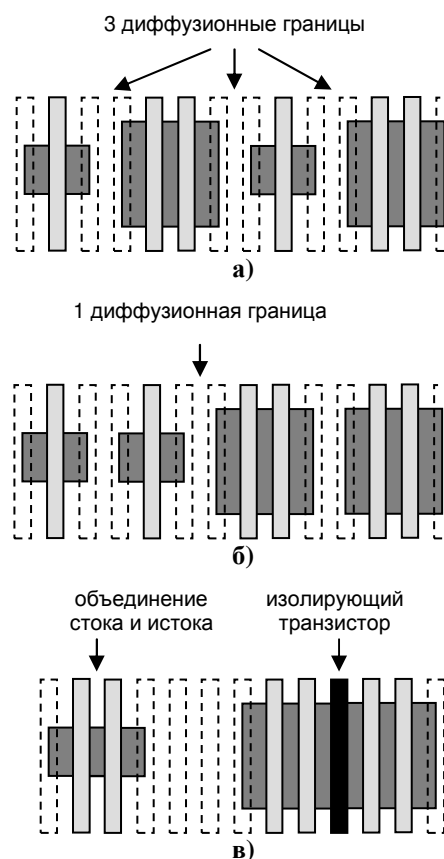 3 диффузионные границы
а)
1 диффузионная граница
б)
объединение
стока и истока
изолирующий
транзистор
в)